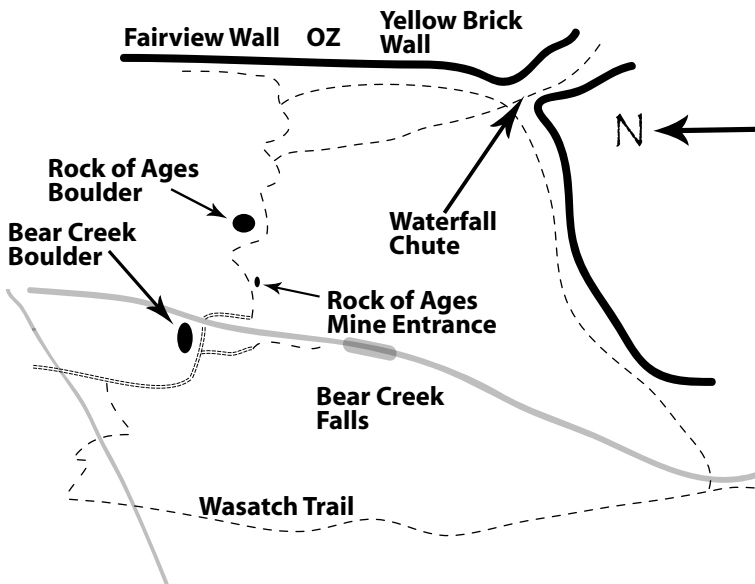 Fairview Wall
OZ
Yellow Brick
Wall
N
Rock of Ages
Boulder
Waterfall
Chute
Bear Creek
Boulder
Rock of Ages
Mine Entrance
Bear Creek
Falls
Wasatch Trail